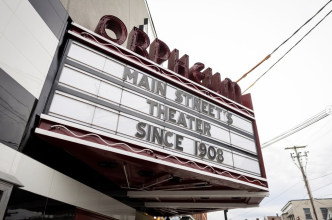 ORPHEUM
MAIN STREET'S
THEATER
SINCE 1908